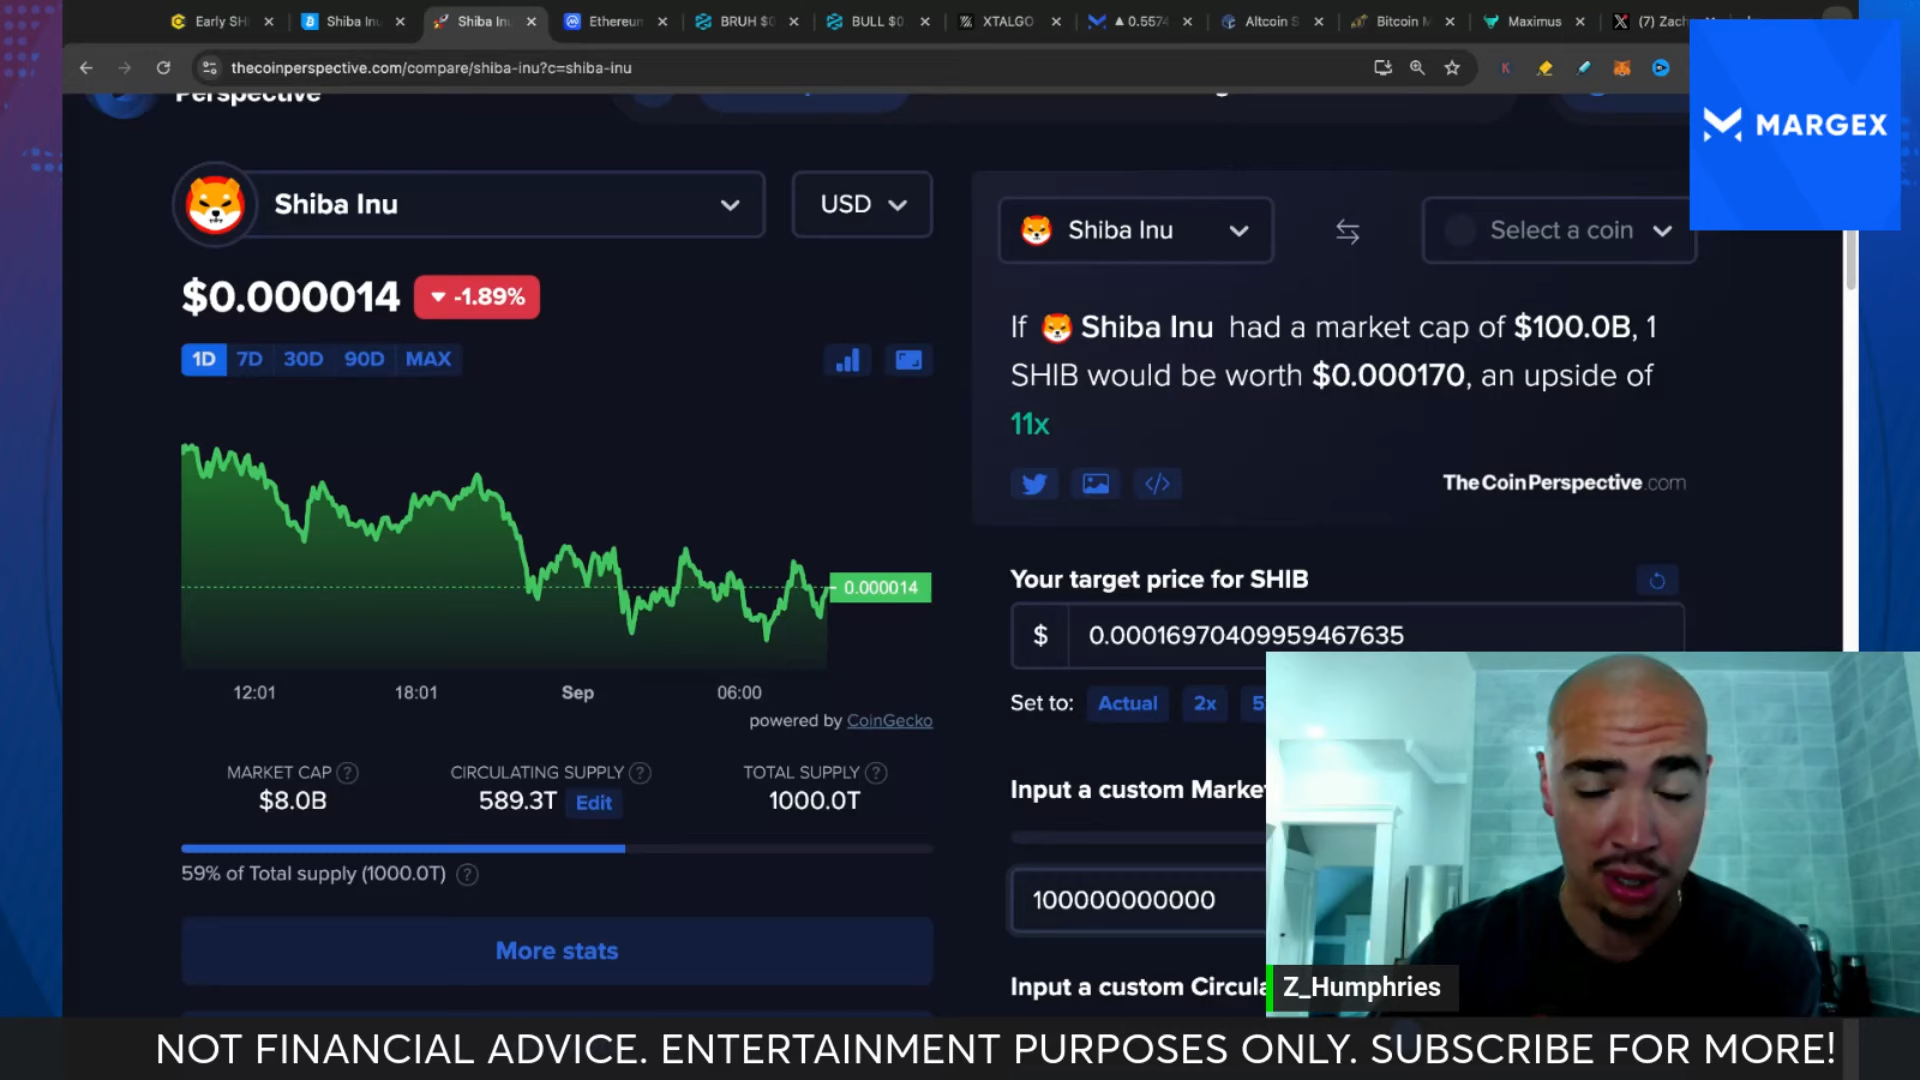 Early SH
Shiba Inu
Shiba Inu
Ethereun
BRUH $0
BULL $0
XTALGO
▲ 0.5574
Altcoin S
Bitcoin M
Maximus
(7) Zach
thecoinperspective.com/compare/shiba-inu?c=shiba-inu
K
MARGEX
Perspective
Shiba Inu
USD
Shiba Inu
Select a coin
$0.000014
-1.89%
1D 7D 30D 90D MAX
If Shiba Inu had a market cap of $100.0B, 1
SHIB would be worth $0.000170, an upside of
11x
TheCoinPerspective.com
0.000014
12:01 18:01 Sep 06:00
powered by CoinGecko
Your target price for SHIB
$ 0.00016970409959467635
Set to: Actual 2x 5
MARKET CAP ?
$8.0B
CIRCULATING SUPPLY ?
589.3T Edit
TOTAL SUPPLY ?
1000.0T
59% of Total supply (1000.0T) ?
More stats
Input a custom Marke
100000000000
Input a custom Circula
Z_Humphries
NOT FINANCIAL ADVICE. ENTERTAINMENT PURPOSES ONLY. SUBSCRIBE FOR MORE!